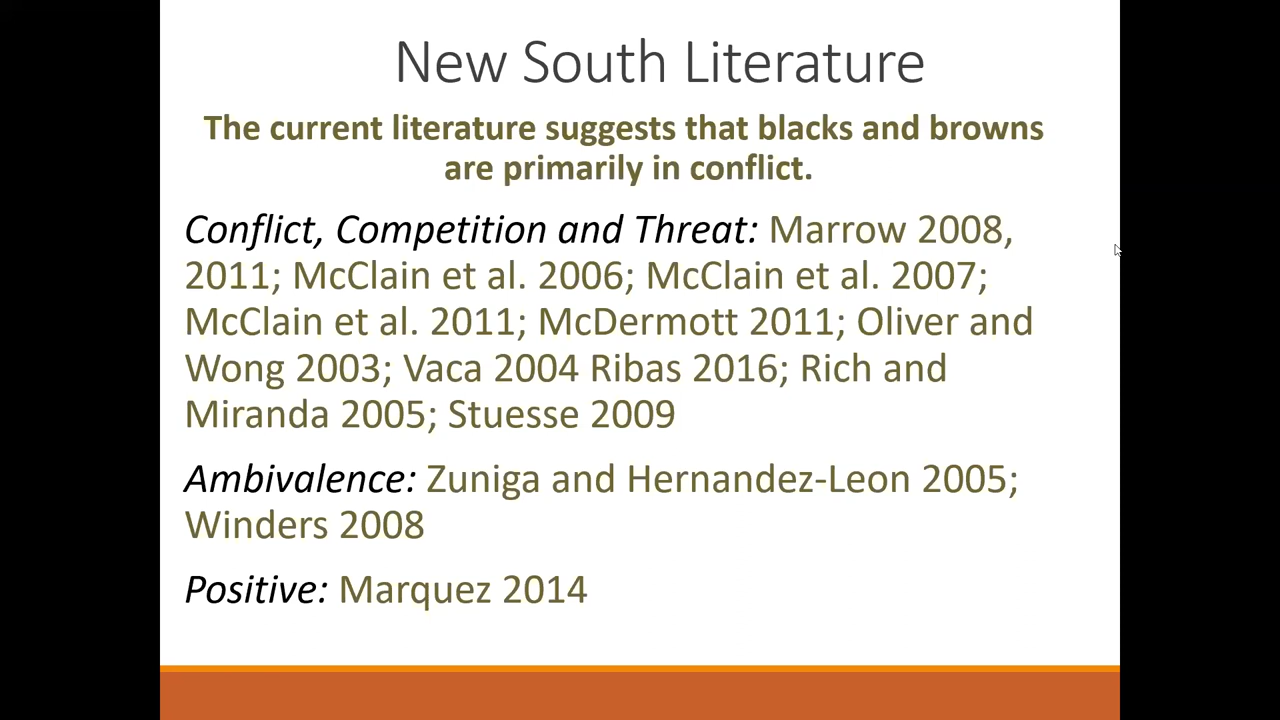 New South Literature
The current literature suggests that blacks and browns
are primarily in conflict.
Conflict, Competition and Threat: Marrow 2008,
2011; McClain et al. 2006; McClain et al. 2007;
McClain et al. 2011; McDermott 2011; Oliver and
Wong 2003; Vaca 2004 Ribas 2016; Rich and
Miranda 2005; Stuesse 2009
Ambivalence: Zuniga and Hernandez-Leon 2005;
Winders 2008
Positive: Marquez 2014